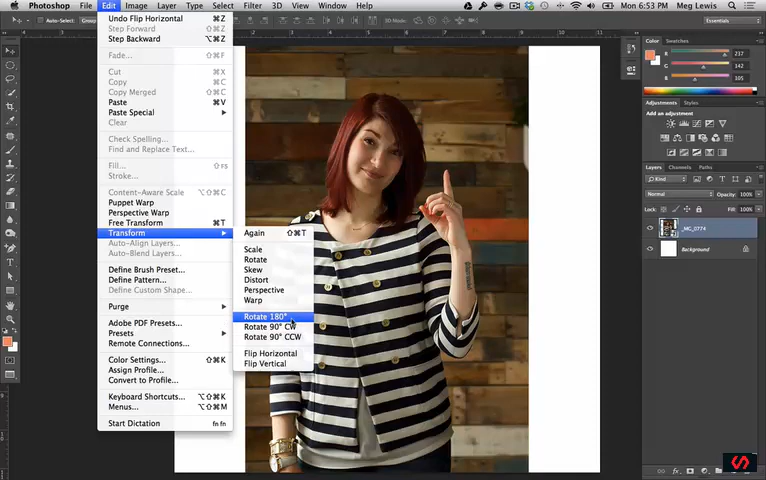 Photoshop File Edit Image Layer Type Select Filter 3D View Window Help Mon 6:53 PM Meg Lewis
Auto-Select: 3D Mode: Essentials
Undo Flip Horizontal ⌘Z
Step Forward ⇧⌘Z
Step Backward ⌥⌘Z
Fade... ⇧⌘F
Cut ⌘X
Copy ⌘C
Copy Merged ⇧⌘C
Paste ⌘V
Paste Special
Clear
Check Spelling...
Find and Replace Text...
Fill... ⇧F5
Stroke...
Content-Aware Scale ⌥⇧⌘C
Puppet Warp
Perspective Warp
Free Transform ⌘T
Transform
Auto-Align Layers...
Auto-Blend Layers...
Define Brush Preset...
Define Pattern...
Define Custom Shape...
Purge
Adobe PDF Presets...
Presets
Remote Connections...
Color Settings... ⇧⌘K
Assign Profile...
Convert to Profile...
Keyboard Shortcuts... ⌥⇧⌘K
Menus... ⌥⇧⌘M
Start Dictation fn fn
Again ⇧⌘T
Scale
Rotate
Skew
Distort
Perspective
Warp
Rotate 180°
Rotate 90° CW
Rotate 90° CCW
Flip Horizontal
Flip Vertical
Color Swatches
R 237
G 142
B 105
Adjustments Styles
Add an adjustment
Layers Channels Paths
Kind
Normal Opacity: 100%
Lock: Fill: 100%
_MG_0774
Background